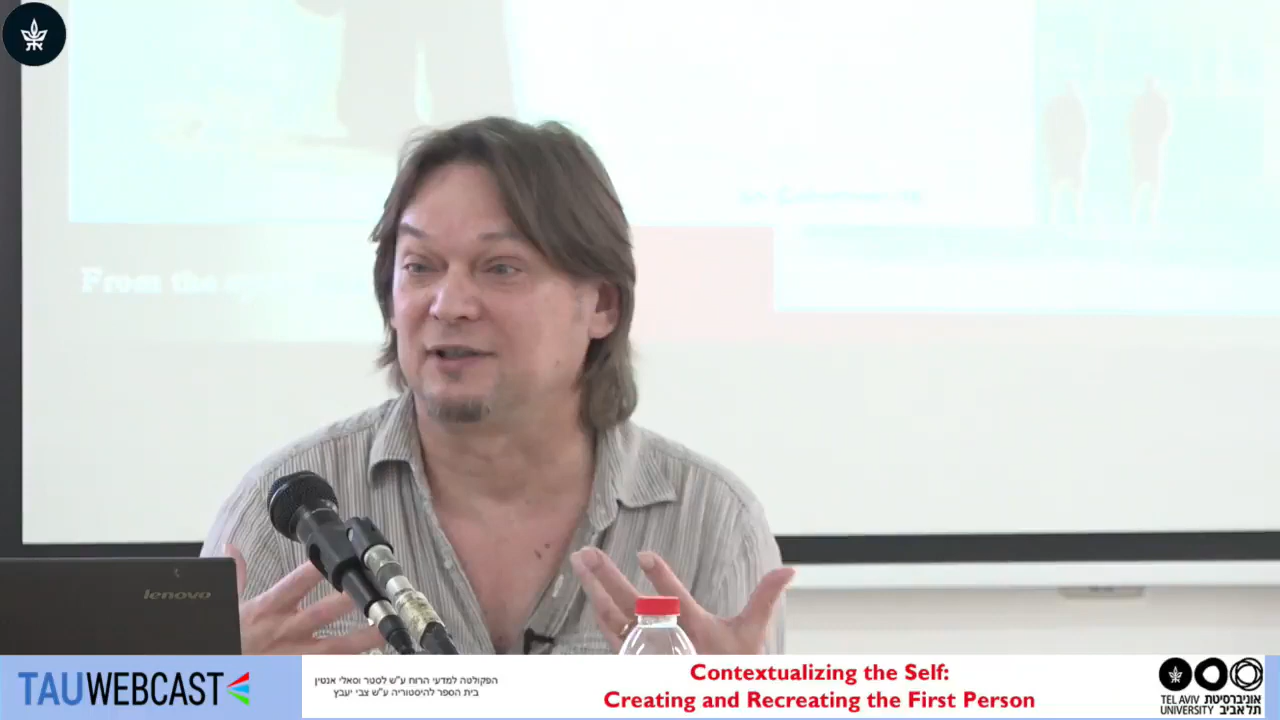 From the
lenovo
TAUWEBCAST
הפקולטה למדעי הרוח ע"ש לסטר וסאלי אנטין
בית הספר להיסטוריה ע"ש צבי יעבץ
Contextualizing the Self:
Creating and Recreating the First Person
TEL AVIV אוניברסיטת
UNIVERSITY תל אביב